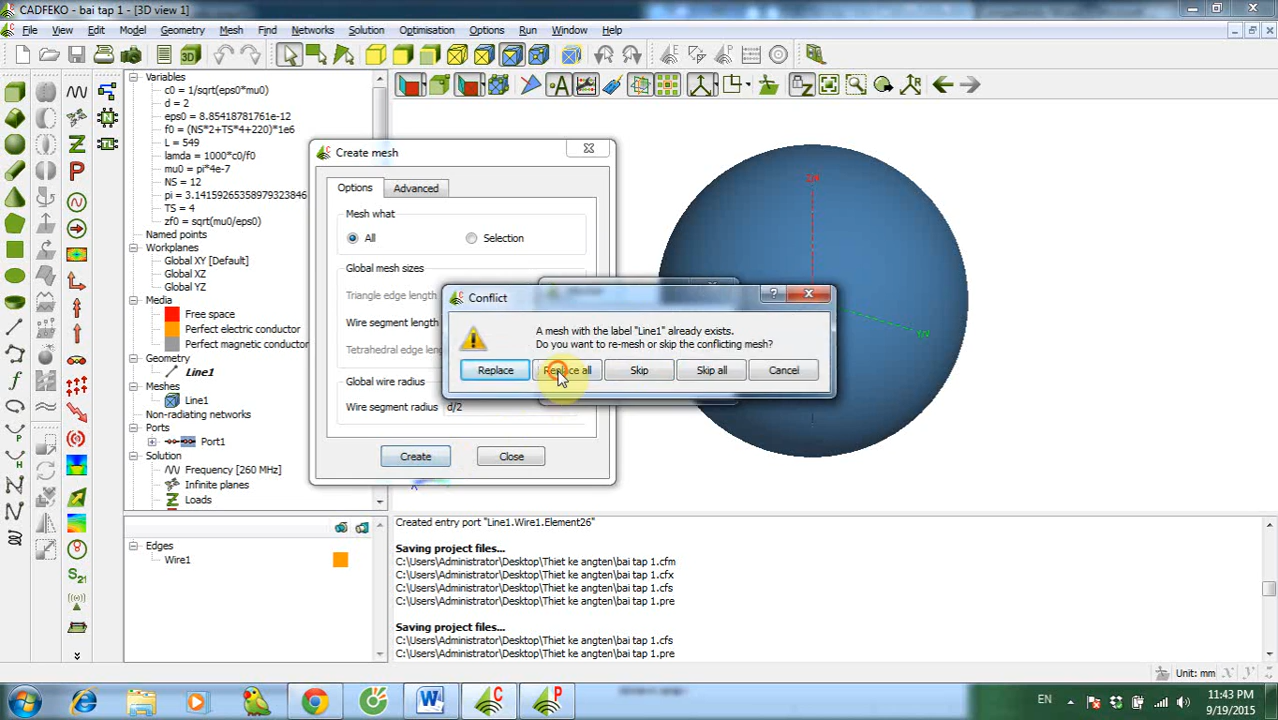 CADFEKO - bai tap 1 - [3D view 1]
File View Edit Model Geometry Mesh Find Networks Solution Optimisation Options Run Window Help
Variables
c0 = 1/sqrt(eps0*mu0)
d = 2
eps0 = 8.85418781761e-12
f0 = (NS*2+TS*4+220)*1e6
L = 549
lamda = 1000*c0/f0
mu0 = pi*4e-7
NS = 12
pi = 3.14159265358979323846
TS = 4
zf0 = sqrt(mu0/eps0)
Named points
Workplanes
Global XY [Default]
Global XZ
Global YZ
Media
Free space
Perfect electric conductor
Perfect magnetic conductor
Geometry
Line1
Meshes
Line1
Non-radiating networks
Ports
Port1
Solution
Frequency [260 MHz]
Infinite planes
Loads
Edges
Wire1
Create mesh
Options Advanced
Mesh what
All Selection
Global mesh sizes
Triangle edge length
Wire segment length
Tetrahedral edge len
Global wire radius
Wire segment radius d/2
Create Close
Conflict
A mesh with the label "Line1" already exists.
Do you want to re-mesh or skip the conflicting mesh?
Replace Replace all Skip Skip all Cancel
Created entry port "Line1.Wire1.Element26"
Saving project files...
C:\Users\Administrator\Desktop\Thiet ke angten\bai tap 1.cfm
C:\Users\Administrator\Desktop\Thiet ke angten\bai tap 1.cfx
C:\Users\Administrator\Desktop\Thiet ke angten\bai tap 1.cfs
C:\Users\Administrator\Desktop\Thiet ke angten\bai tap 1.pre
Saving project files...
C:\Users\Administrator\Desktop\Thiet ke angten\bai tap 1.cfs
C:\Users\Administrator\Desktop\Thiet ke angten\bai tap 1.pre
Unit: mm
EN
11:43 PM
9/19/2015